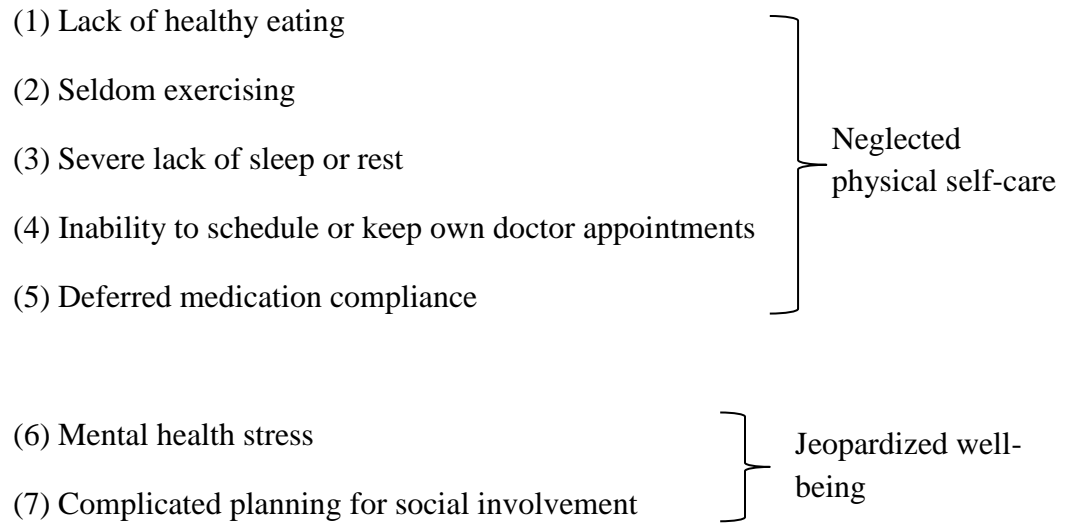 (1) Lack of healthy eating
(2) Seldom exercising
(3) Severe lack of sleep or rest
(4) Inability to schedule or keep own doctor appointments
(5) Deferred medication compliance
Neglected
physical self-care
(6) Mental health stress
(7) Complicated planning for social involvement
Jeopardized well-
being